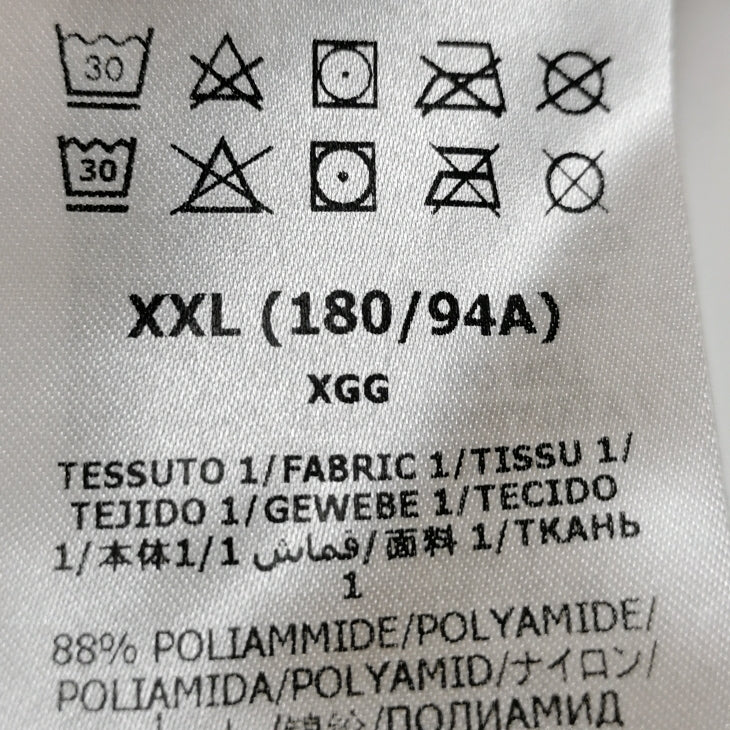 30
30
XXL (180/94A)
XGG
TESSUTO 1/FABRIC 1/TISSU 1/
TEJIDO 1/GEWEBE 1/TECIDO
1/本体1/1 قماش/面料 1/ТКАНЬ
1
88% POLIAMMIDE/POLYAMIDE/
POLIAMIDA/POLYAMID/ナイロン/
/锦纶/ПОЛИАМИД